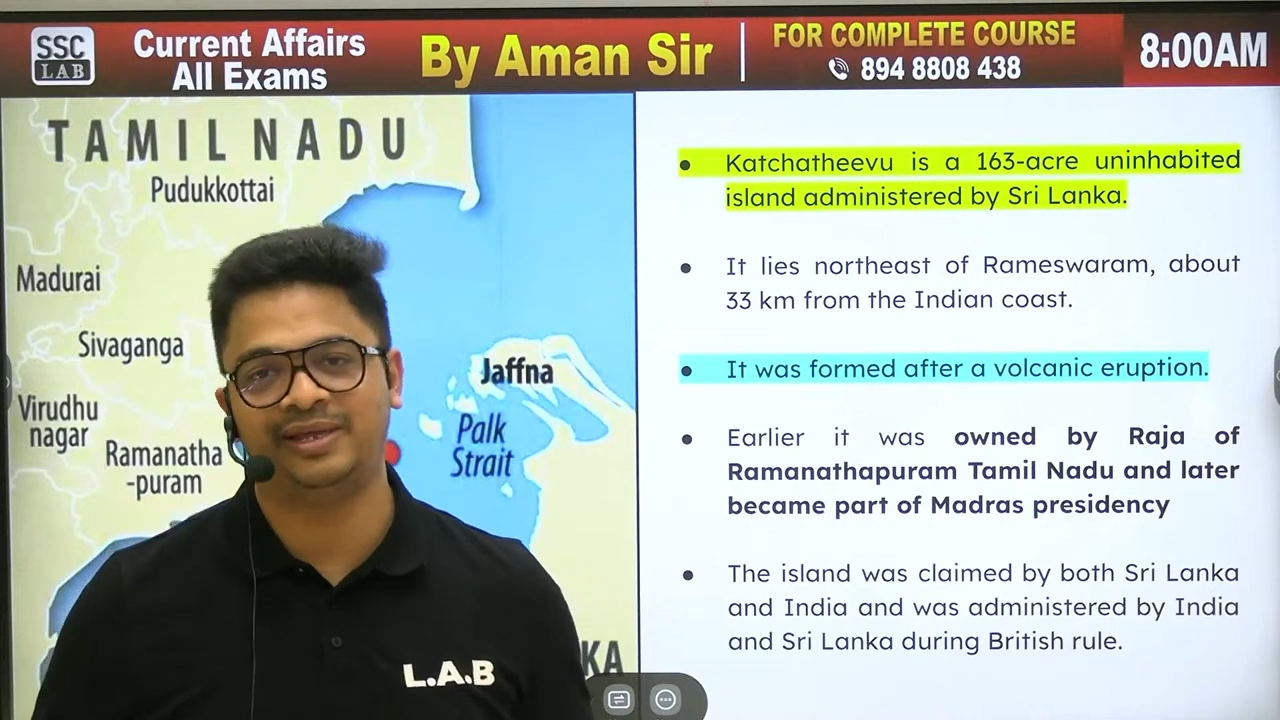 SSC
LAB
Current Affairs
All Exams
By Aman Sir
FOR COMPLETE COURSE
894 8808 438
8:00AM
TAMIL NADU
Pudukkottai
Madurai
Sivaganga
Virudhu
nagar
Ramanatha
-puram
Jaffna
Palk
Strait
KA
L.A.B
• Katchatheevu is a 163-acre uninhabited
island administered by Sri Lanka.
• It lies northeast of Rameswaram, about
33 km from the Indian coast.
• It was formed after a volcanic eruption.
• Earlier it was owned by Raja of
Ramanathapuram Tamil Nadu and later
became part of Madras presidency
• The island was claimed by both Sri Lanka
and India and was administered by India
and Sri Lanka during British rule.